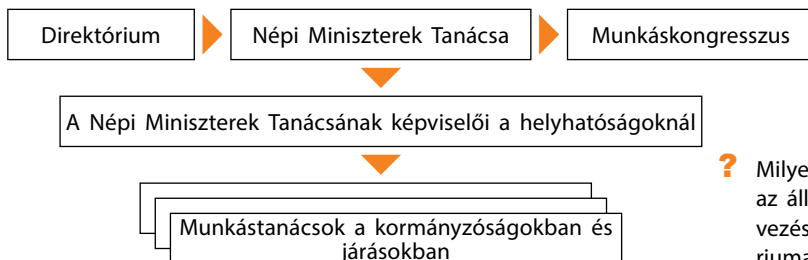 Direktórium
Népi Miniszterek Tanácsa
Munkáskongresszus
A Népi Miniszterek Tanácsának képviselői a helyhatóságoknál
Munkástanácsok a kormányzóságokban és
járásokban
? Milye
az áll
vezés
riuma